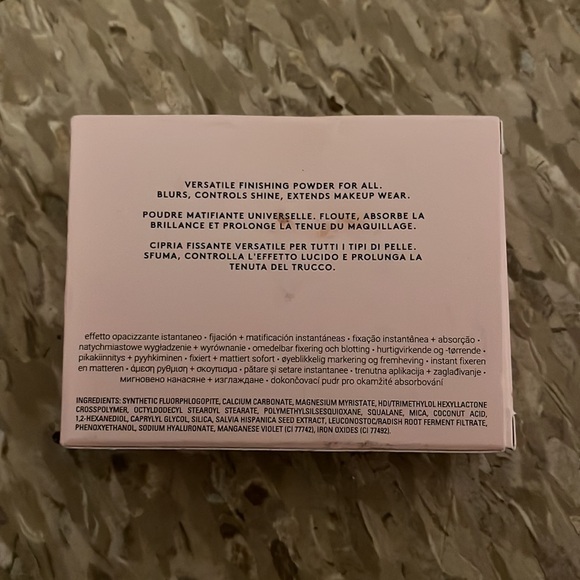 VERSATILE FINISHING POWDER FOR ALL.
BLURS, CONTROLS SHINE, EXTENDS MAKEUP WEAR.
POUDRE MATIFIANTE UNIVERSELLE. FLOUTE, ABSORBE LA
BRILLANCE ET PROLONGE LA TENUE DU MAQUILLAGE.
CIPRIA FISSANTE VERSATILE PER TUTTI I TIPI DI PELLE.
SFUMA, CONTROLLA L'EFFETTO LUCIDO E PROLUNGA LA
TENUTA DEL TRUCCO.
effetto opacizzante istantaneo • fijación + matificación instantáneas • fixação instantânea + absorção •
natychmiastowe wygładzenie + wyrównanie • omedelbar fixering och blotting • hurtigvirkende og -tørrende •
pikakiinnitys + pyyhkiminen • fixiert + mattiert sofort • øyeblikkelig markering og fremheving • instant fixeren
en matteren • άμεση ρύθμιση + σκούπισμα • pătare și setare instantanee • trenutna aplikacija + zaglađivanje •
мигновено нанасяне + изглаждане • dokončovací pudr pro okamžité absorbování
INGREDIENTS: SYNTHETIC FLUORPHLOGOPITE, CALCIUM CARBONATE, MAGNESIUM MYRISTATE, HDI/TRIMETHYLOL HEXYLLACTONE
CROSSPOLYMER, OCTYLDODECYL STEAROYL STEARATE, POLYMETHYLSILSESQUIOXANE, SQUALANE, MICA, COCONUT ACID,
1,2-HEXANEDIOL, CAPRYLYL GLYCOL, SILICA, SALVIA HISPANICA SEED EXTRACT, LEUCONOSTOC/RADISH ROOT FERMENT FILTRATE,
PHENOXYETHANOL, SODIUM HYALURONATE, MANGANESE VIOLET (CI 77742), IRON OXIDES (CI 77492).